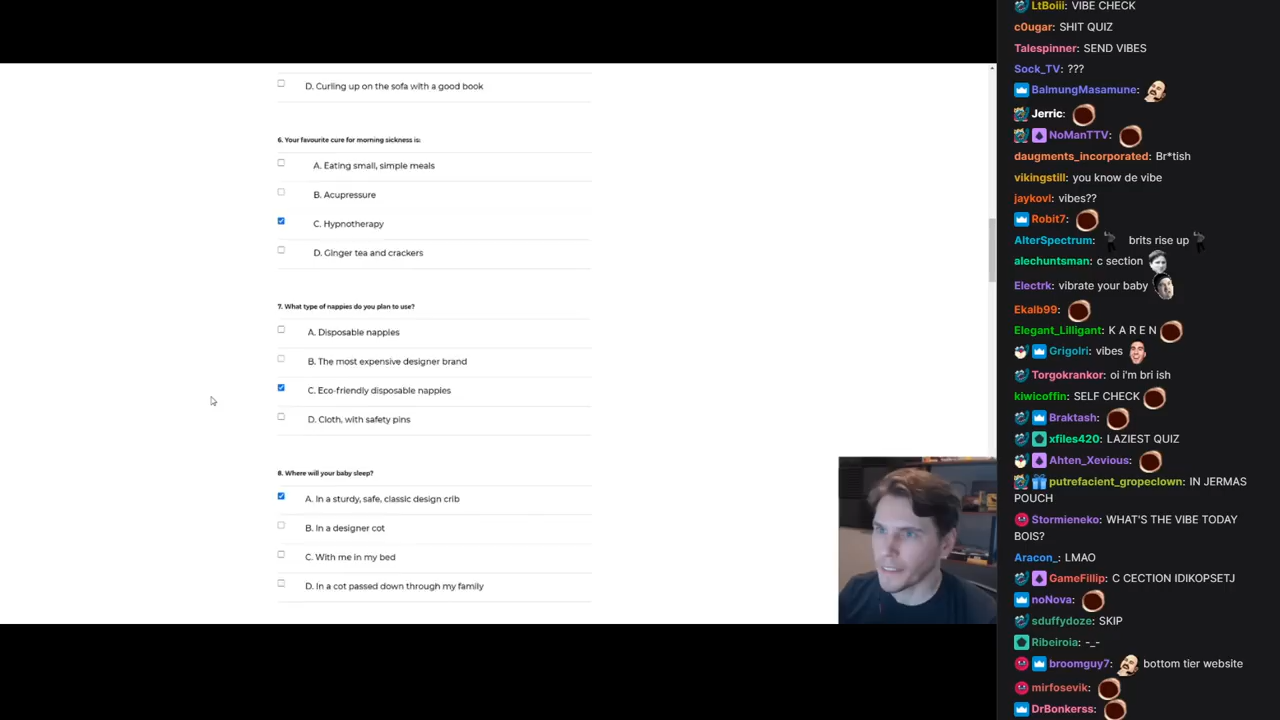 D. Curling up on the sofa with a good book
6. Your favourite cure for morning sickness is:
A. Eating small, simple meals
B. Acupressure
C. Hypnotherapy
D. Ginger tea and crackers
7. What type of nappies do you plan to use?
A. Disposable nappies
B. The most expensive designer brand
C. Eco-friendly disposable nappies
D. Cloth, with safety pins
8. Where will your baby sleep?
A. In a sturdy, safe, classic design crib
B. In a designer cot
C. With me in my bed
D. In a cot passed down through my family
LtBoiii: VIBE CHECK
c0ugar: SHIT QUIZ
Talespinner: SEND VIBES
Sock_TV: ???
BalmungMasamune:
Jerric:
NoManTTV:
daugments_incorporated: Br*tish
vikingstill: you know de vibe
jaykovi: vibes??
Robit7:
AlterSpectrum: brits rise up
alechuntsman: c section
Electrk: vibrate your baby
Ekalb99:
Elegant_Lilligant: K A R E N
Grigolri: vibes
Torgokrankor: oi i'm bri ish
kiwicoffin: SELF CHECK
Braktash:
xfiles420: LAZIEST QUIZ
Ahten_Xevious:
putrefacient_gropeclown: IN JERMAS
POUCH
Stormieneko: WHAT'S THE VIBE TODAY
BOIS?
Aracon_: LMAO
GameFillip: C CECTION IDIKOPSETJ
noNova:
sduffydoze: SKIP
Ribeiroia: -_-
broomguy7: bottom tier website
mirfosevik:
DrBonkerss: